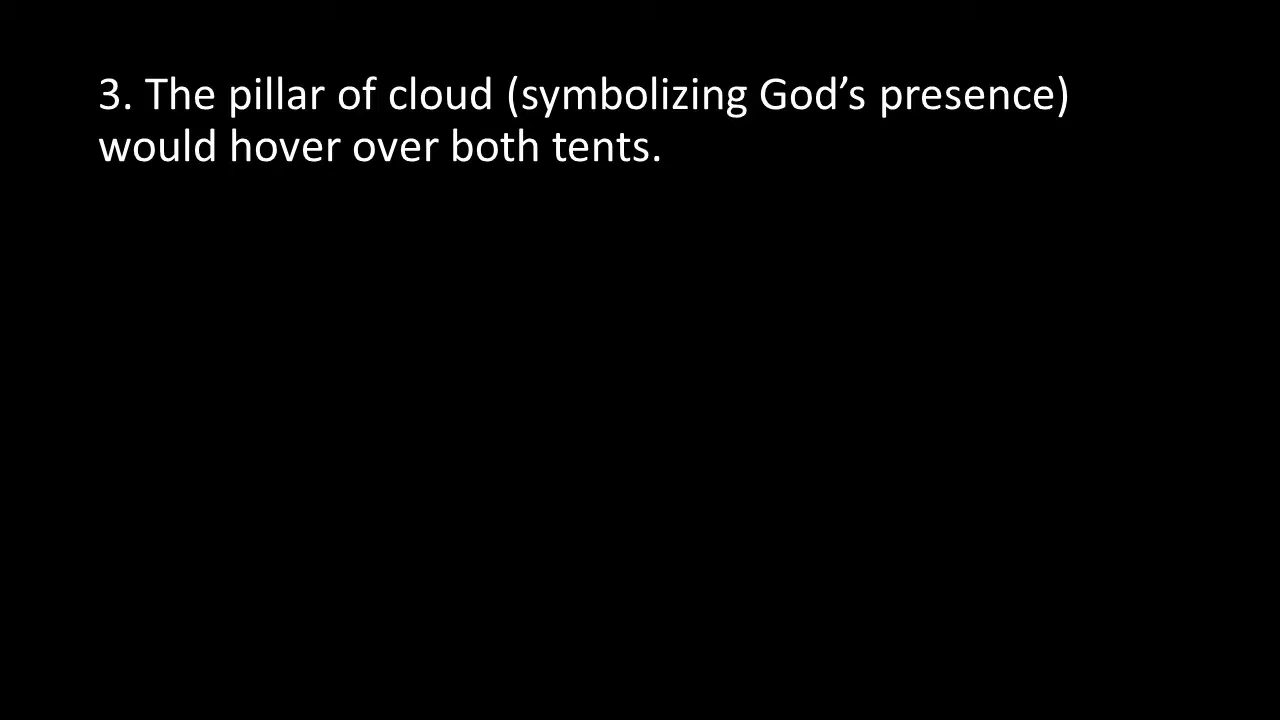 3. The pillar of cloud (symbolizing God’s presence)
would hover over both tents.